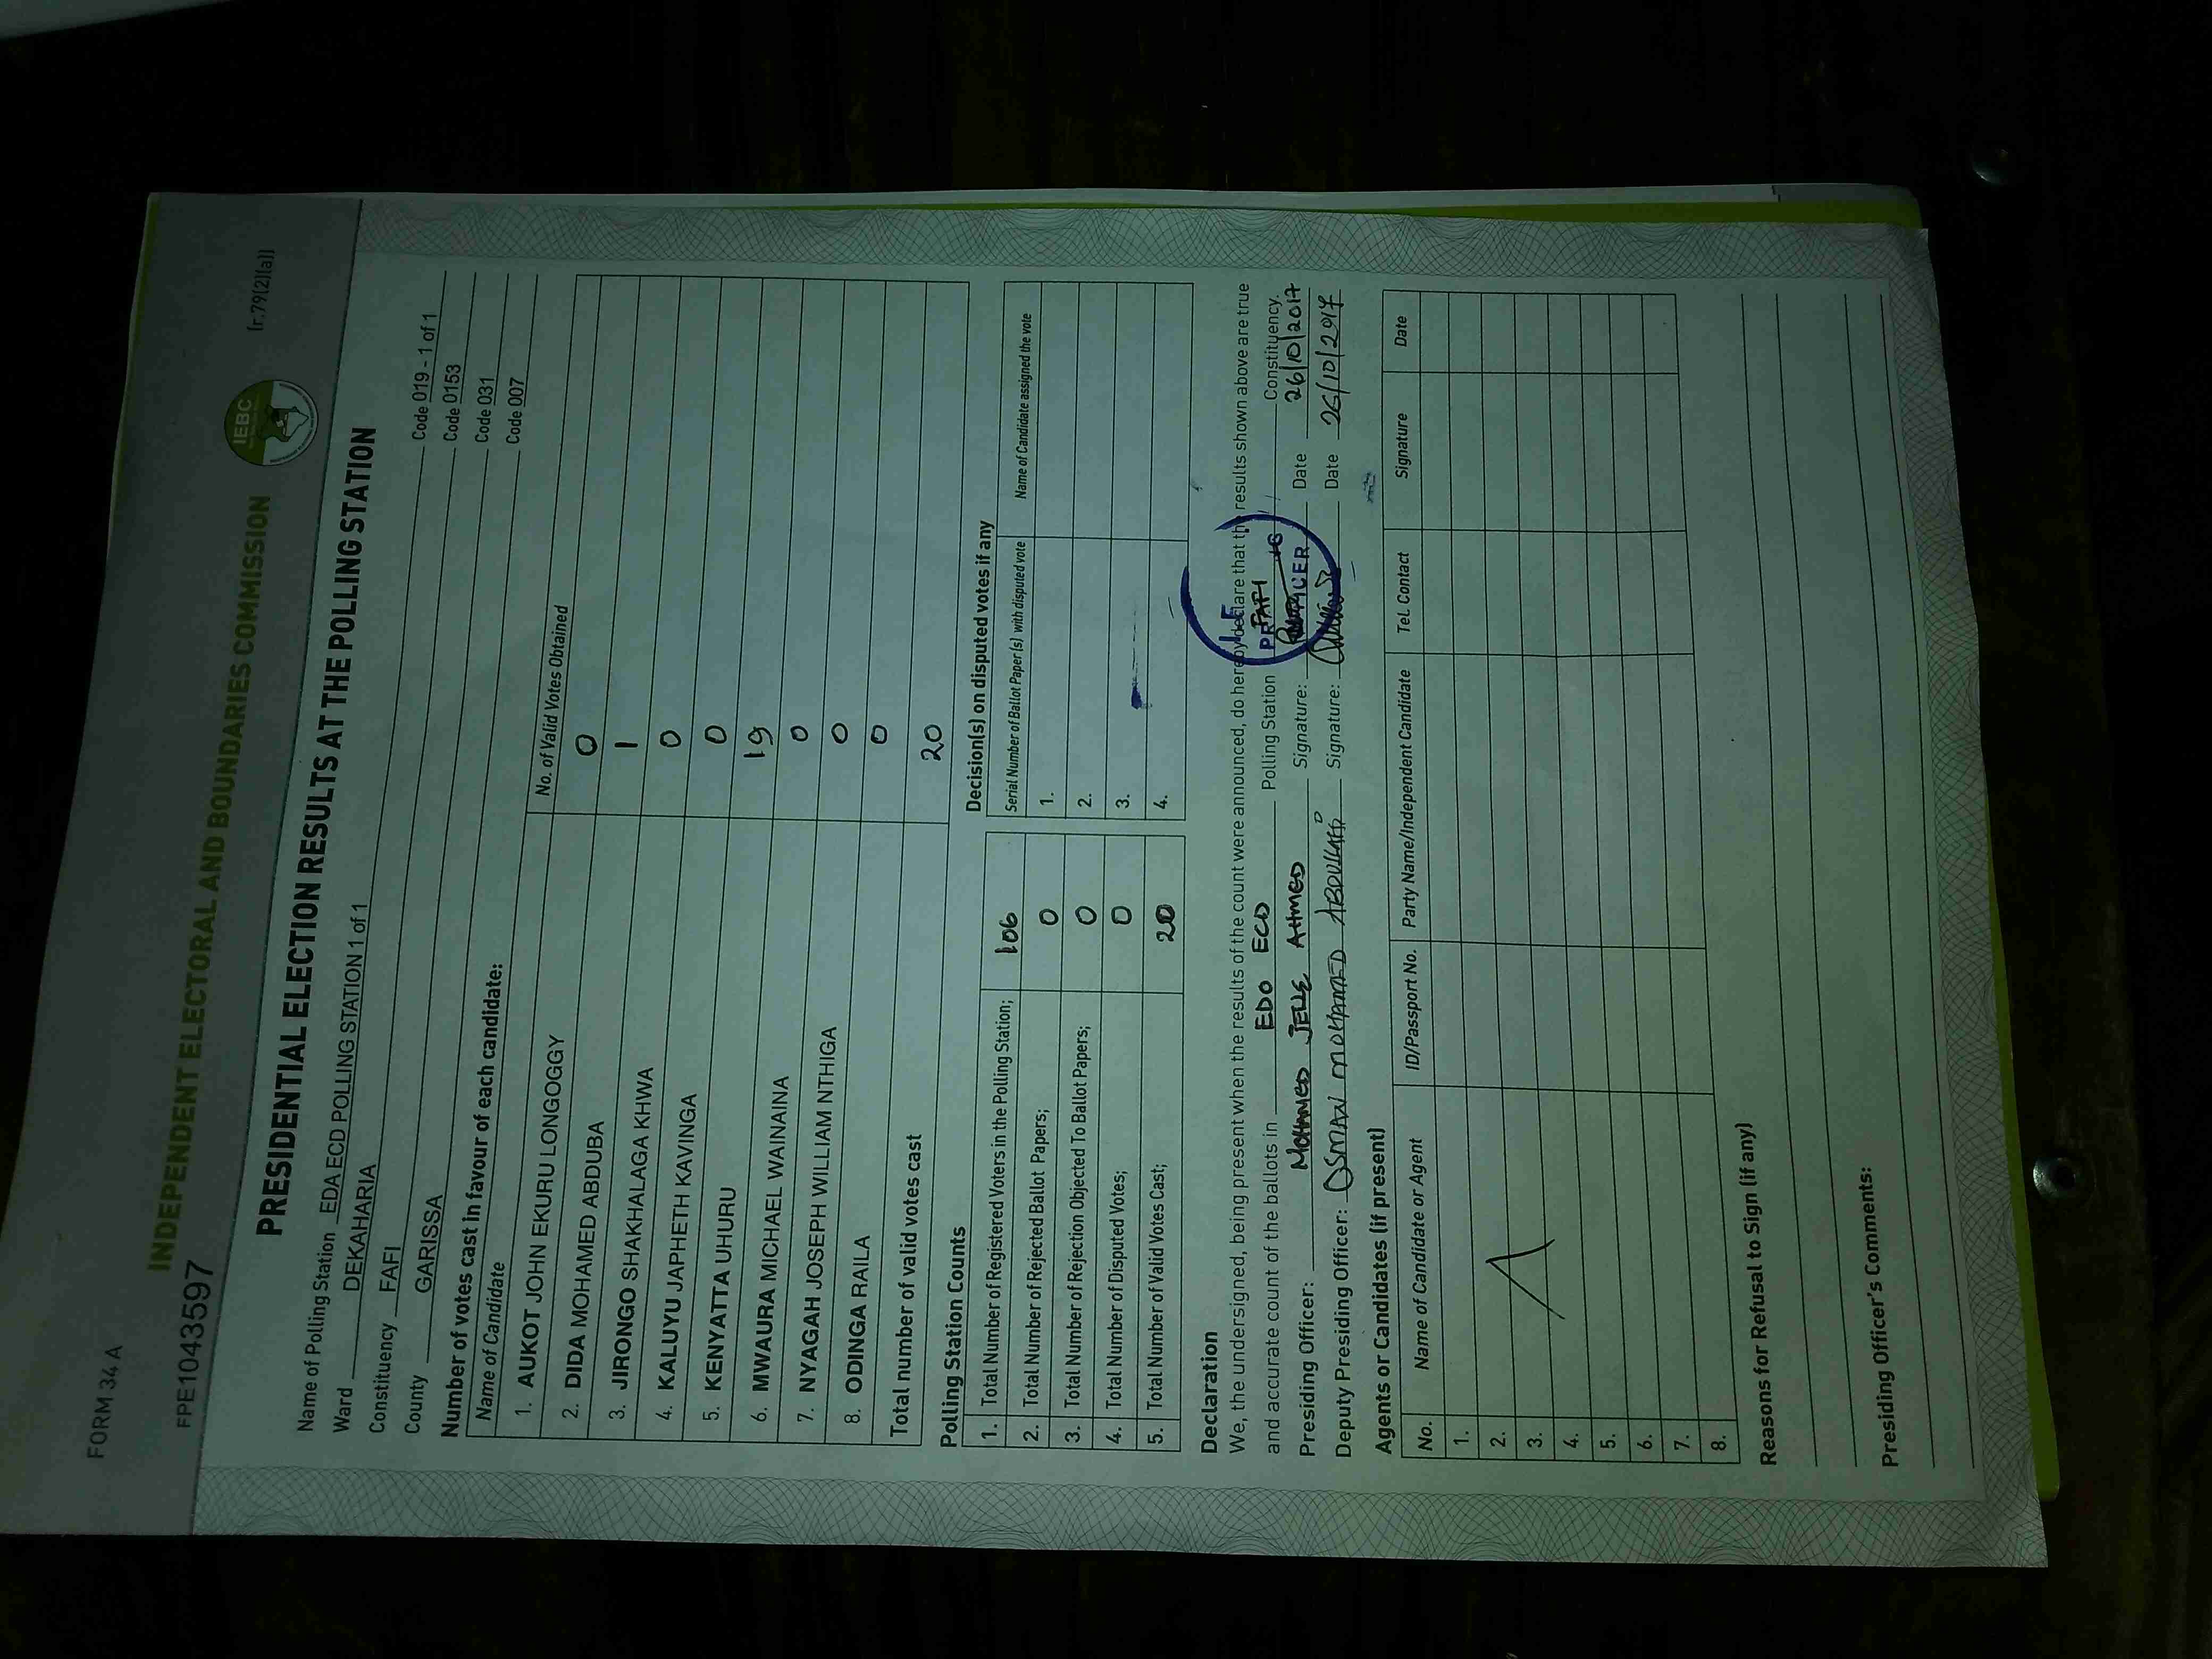 FORM 34 A
FPE1043597
(r.79(2)(a))
INDEPENDENT ELECTORAL AND BOUNDARIES COMMISSION
IEBC
PRESIDENTIAL ELECTION RESULTS AT THE POLLING STATION
Name of Polling Station EDA ECD POLLING STATION 1 of 1 Code 019 - 1 of 1
Ward DEKAHARIA Code 0153
Constituency FAFI Code 031
County GARISSA Code 007
Number of votes cast in favour of each candidate:
Name of Candidate No. of Valid Votes Obtained
1. AUKOT JOHN EKURU LONGOGGY 0
2. DIDA MOHAMED ABDUBA 1
3. JIRONGO SHAKHALAGA KHWA 0
4. KALUYU JAPHETH KAVINGA 0
5. KENYATTA UHURU 19
6. MWAURA MICHAEL WAINAINA 0
7. NYAGAH JOSEPH WILLIAM NTHIGA 0
8. ODINGA RAILA 0
Total number of valid votes cast 20
Polling Station Counts
1. Total Number of Registered Voters in the Polling Station; 106
2. Total Number of Rejected Ballot Papers; 0
3. Total Number of Rejection Objected To Ballot Papers; 0
4. Total Number of Disputed Votes; 0
5. Total Number of Valid Votes Cast; 20
Decision(s) on disputed votes if any
Serial Number of Ballot Paper(s) with disputed vote Name of Candidate assigned the vote
1.
2.
3.
4.
Declaration
We, the undersigned, being present when the results of the count were announced, do hereby declare that the results shown above are true
and accurate count of the ballots in EDO ECD Polling Station FAFI Constituency.
Presiding Officer: MOHAMED JELLE AHMED Signature: Date 26/10/2017
Deputy Presiding Officer: OSMAN MOHAMED ABDULLAHI Signature: Date 26/10/2017
Agents or Candidates (if present)
No. Name of Candidate or Agent ID/Passport No. Party Name/Independent Candidate Tel. Contact Signature Date
1.
2.
3.
4.
5.
6.
7.
8.
Reasons for Refusal to Sign (if any)
Presiding Officer's Comments: